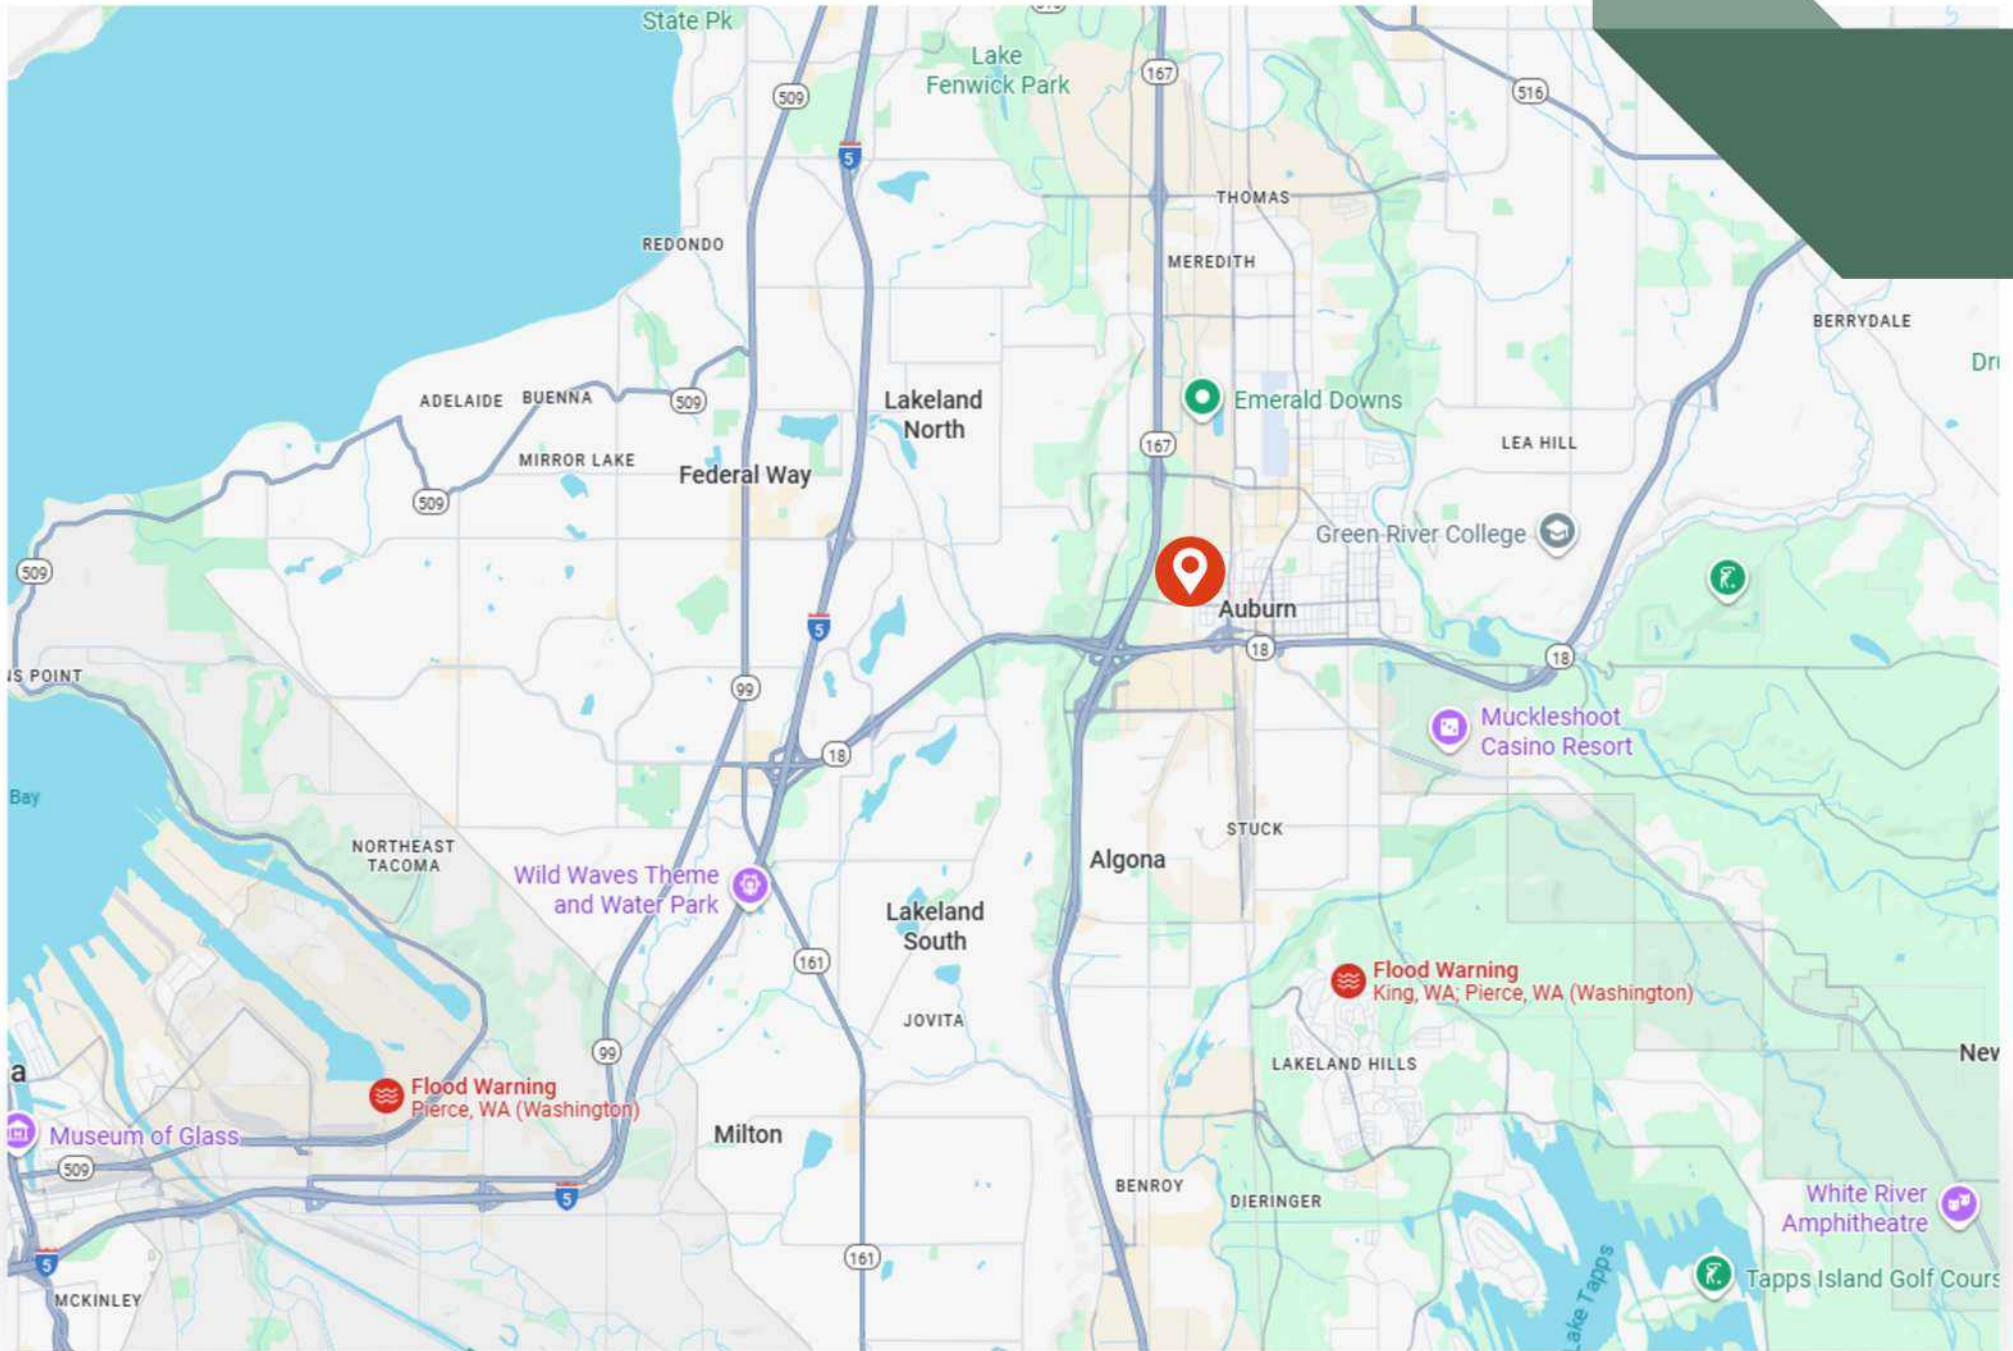 State Pk
Lake
Fenwick Park
167
516
509
5
THOMAS
REDONDO
MEREDITH
BERRYDALE
ADELAIDE
BUENNA
509
Lakeland
North
Emerald Downs
167
LEA HILL
MIRROR LAKE
Federal Way
509
Green River College
509
Auburn
5
18
18
NS POINT
99
Muckleshoot
Casino Resort
18
Bay
STUCK
NORTHEAST
TACOMA
Algona
Wild Waves Theme
and Water Park
Lakeland
South
161
Flood Warning
King, WA; Pierce, WA (Washington)
JOVITA
99
LAKELAND HILLS
New
a
Flood Warning
Pierce, WA (Washington)
Museum of Glass
Milton
509
BENROY
DIERINGER
5
White River
Amphitheatre
161
5
Lake Tapps
Tapps Island Golf Cours
MCKINLEY